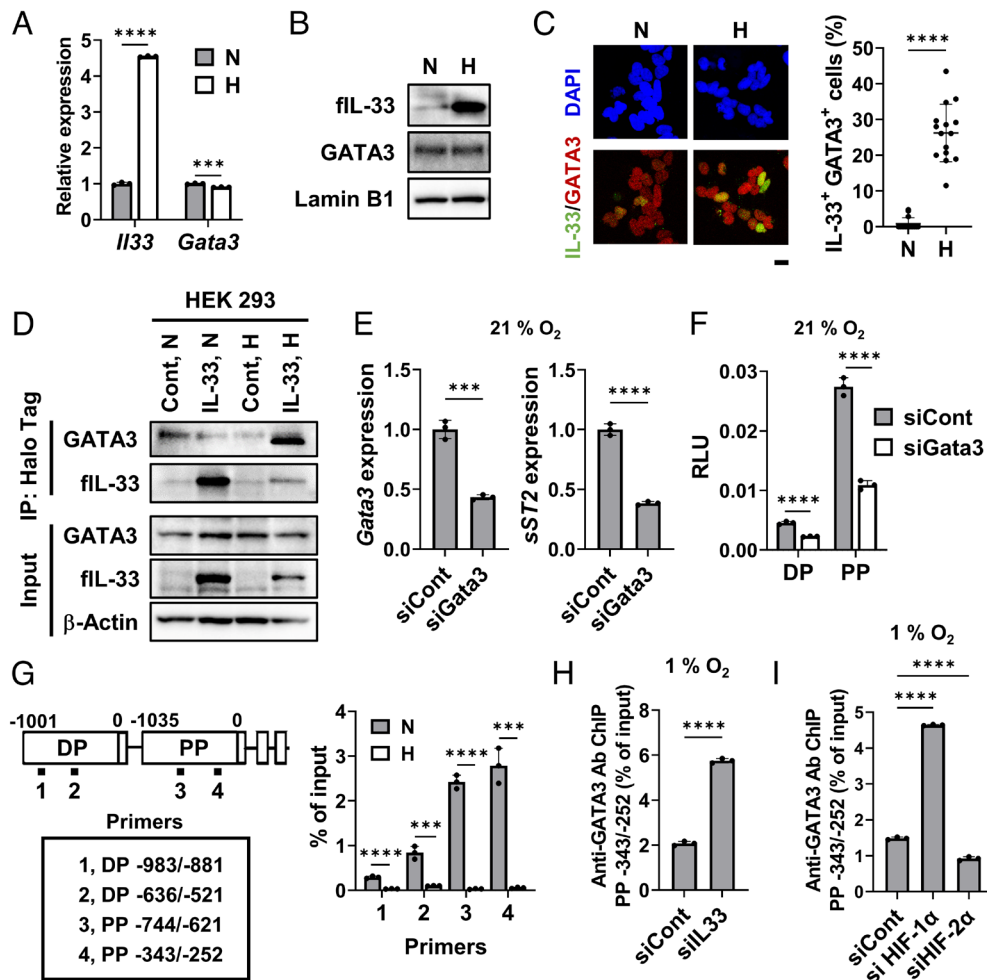 A
****
***
Relative expression
5
4
3
2
1
0
N
H
Il33
Gata3
B
N H
fIL-33
GATA3
Lamin B1
C
N H
DAPI
IL-33/GATA3
IL-33+ GATA3+ cells (%)
****
50
40
30
20
10
0
N H
D
HEK 293
Cont, N
IL-33, N
Cont, H
IL-33, H
IP: Halo Tag
GATA3
fIL-33
Input
GATA3
fIL-33
β-Actin
E
21 % O2
Gata3 expression
***
1.5
1.0
0.5
0.0
siCont
siGata3
sST2 expression
****
1.5
1.0
0.5
0.0
siCont
siGata3
F
21 % O2
RLU
****
****
0.03
0.02
0.01
0.00
siCont
siGata3
DP PP
G
-1001 0 -1035 0
DP PP
1 2 3 4
Primers
1, DP -983/-881
2, DP -636/-521
3, PP -744/-621
4, PP -343/-252
% of input
4
3
2
1
0
N
H
****
***
****
***
1 2 3 4
Primers
H
1 % O2
Anti-GATA3 Ab ChIP
PP -343/-252 (% of input)
****
8
6
4
2
0
siCont
siIL33
I
1 % O2
Anti-GATA3 Ab ChIP
PP -343/-252 (% of input)
****
****
5
4
3
2
1
0
siCont
si HIF-1α
siHIF-2α